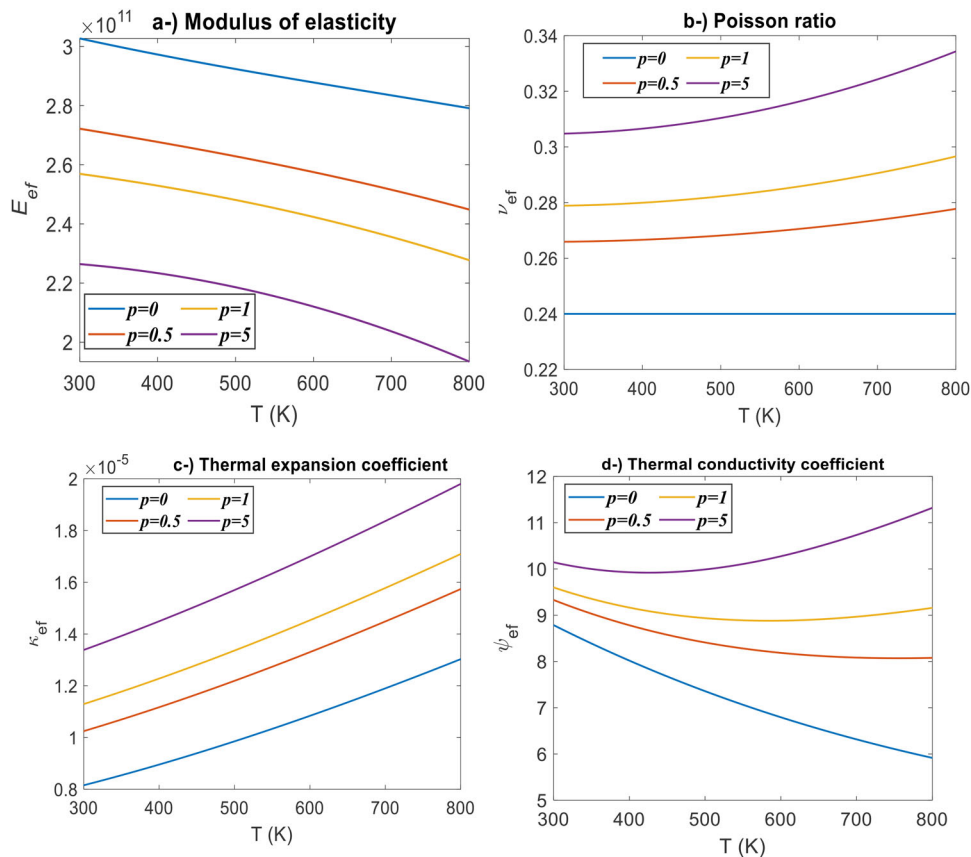 a-) Modulus of elasticity
×10^11
3
2.8
2.6
2.4
2.2
2
E_ef
300 400 500 600 700 800
T (K)
p=0 p=1
p=0.5 p=5
b-) Poisson ratio
0.34
0.32
0.3
0.28
0.26
0.24
0.22
ν_ef
300 400 500 600 700 800
T (K)
p=0 p=1
p=0.5 p=5
c-) Thermal expansion coefficient
×10^-5
2
1.8
1.6
1.4
1.2
1
0.8
κ_ef
300 400 500 600 700 800
T (K)
p=0 p=1
p=0.5 p=5
d-) Thermal conductivity coefficient
12
11
10
9
8
7
6
5
ψ_ef
300 400 500 600 700 800
T (K)
p=0 p=1
p=0.5 p=5